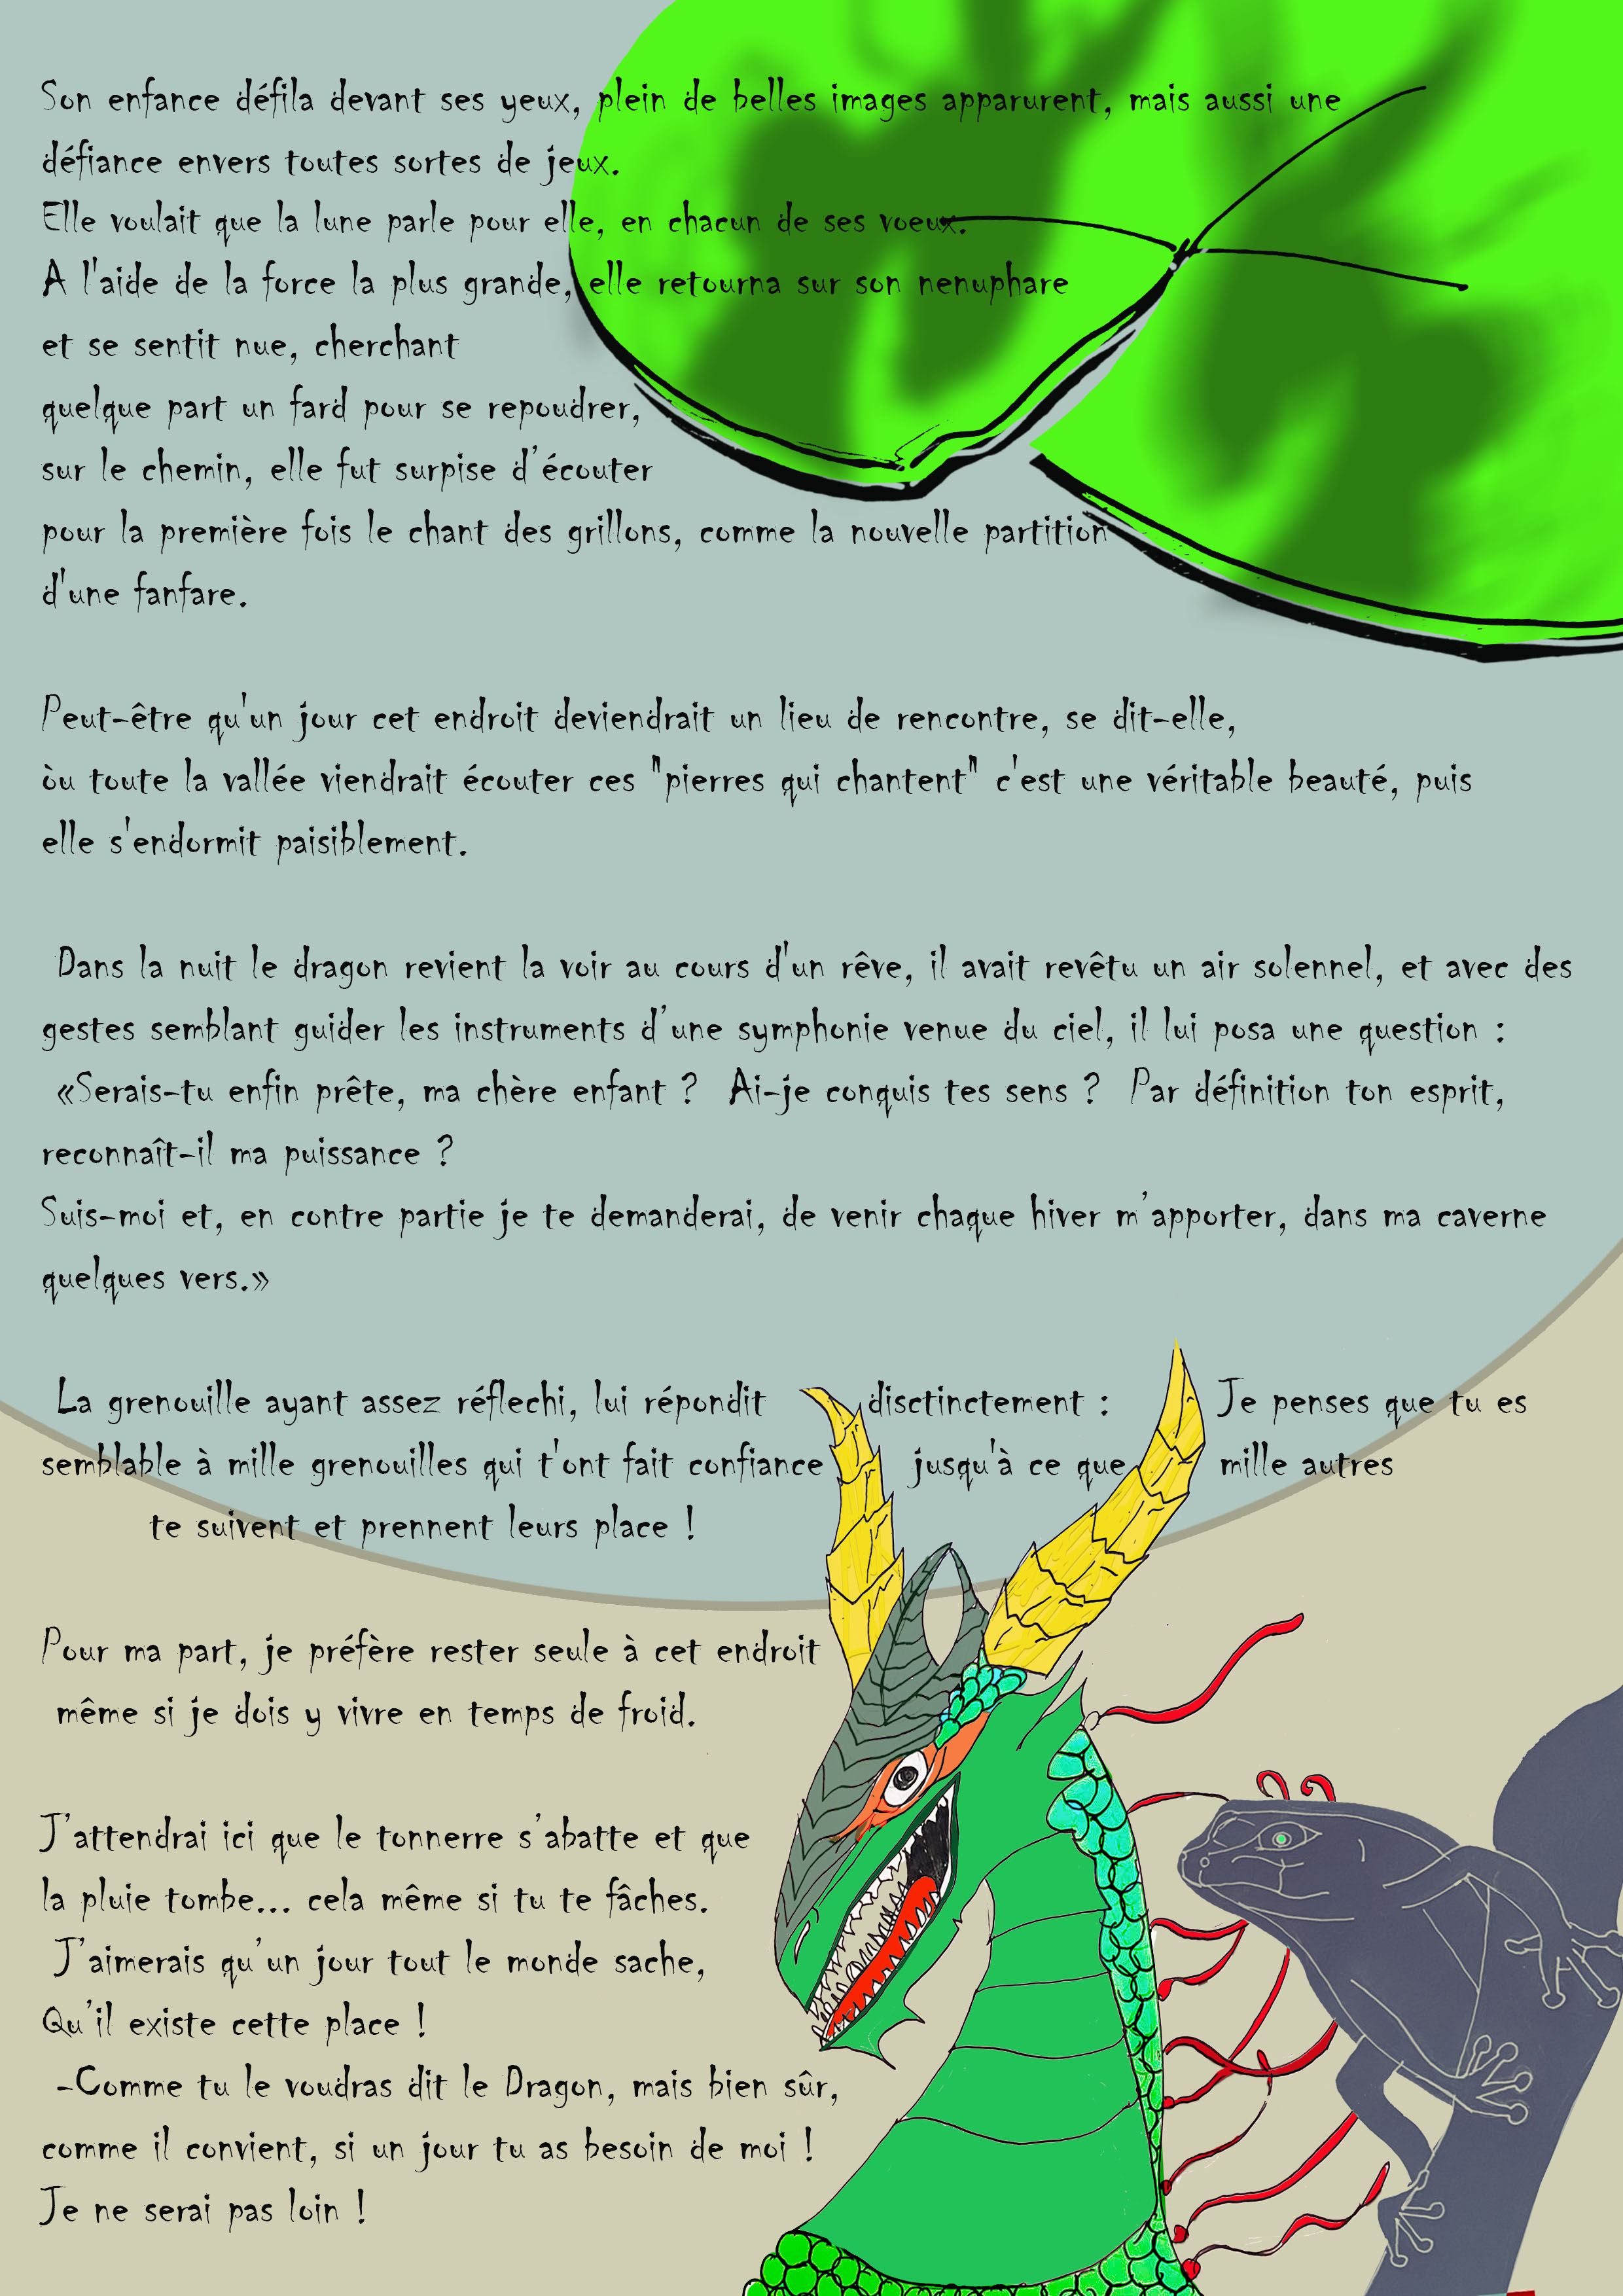 Son enfance défila devant ses yeux, plein de belles images apparurent, mais aussi une
défiance envers toutes sortes de jeux.
Elle voulait que la lune parle pour elle, en chacun de ses voeux.
A l'aide de la force la plus grande, elle retourna sur son nenuphare
et se sentit nue, cherchant
quelque part un fard pour se repoudrer,
sur le chemin, elle fut surpise d'écouter
pour la première fois le chant des grillons, comme la nouvelle partition
d'une fanfare.
Peut-être qu'un jour cet endroit deviendrait un lieu de rencontre, se dit-elle,
òu toute la vallée viendrait écouter ces "pierres qui chantent" c'est une véritable beauté, puis
elle s'endormit paisiblement.
Dans la nuit le dragon revient la voir au cours d'un rêve, il avait revêtu un air solennel, et avec des
gestes semblant guider les instruments d'une symphonie venue du ciel, il lui posa une question :
«Serais-tu enfin prête, ma chère enfant ? Ai-je conquis tes sens ? Par définition ton esprit,
reconnaît-il ma puissance ?
Suis-moi et, en contre partie je te demanderai, de venir chaque hiver m'apporter, dans ma caverne
quelques vers.»
La grenouille ayant assez réflechi, lui répondit disctinctement : Je penses que tu es
semblable à mille grenouilles qui t'ont fait confiance jusqu'à ce que mille autres
te suivent et prennent leurs place !
Pour ma part, je préfère rester seule à cet endroit
même si je dois y vivre en temps de froid.
J'attendrai ici que le tonnerre s'abatte et que
la pluie tombe... cela même si tu te fâches.
J'aimerais qu'un jour tout le monde sache,
Qu'il existe cette place !
-Comme tu le voudras dit le Dragon, mais bien sûr,
comme il convient, si un jour tu as besoin de moi !
Je ne serai pas loin !